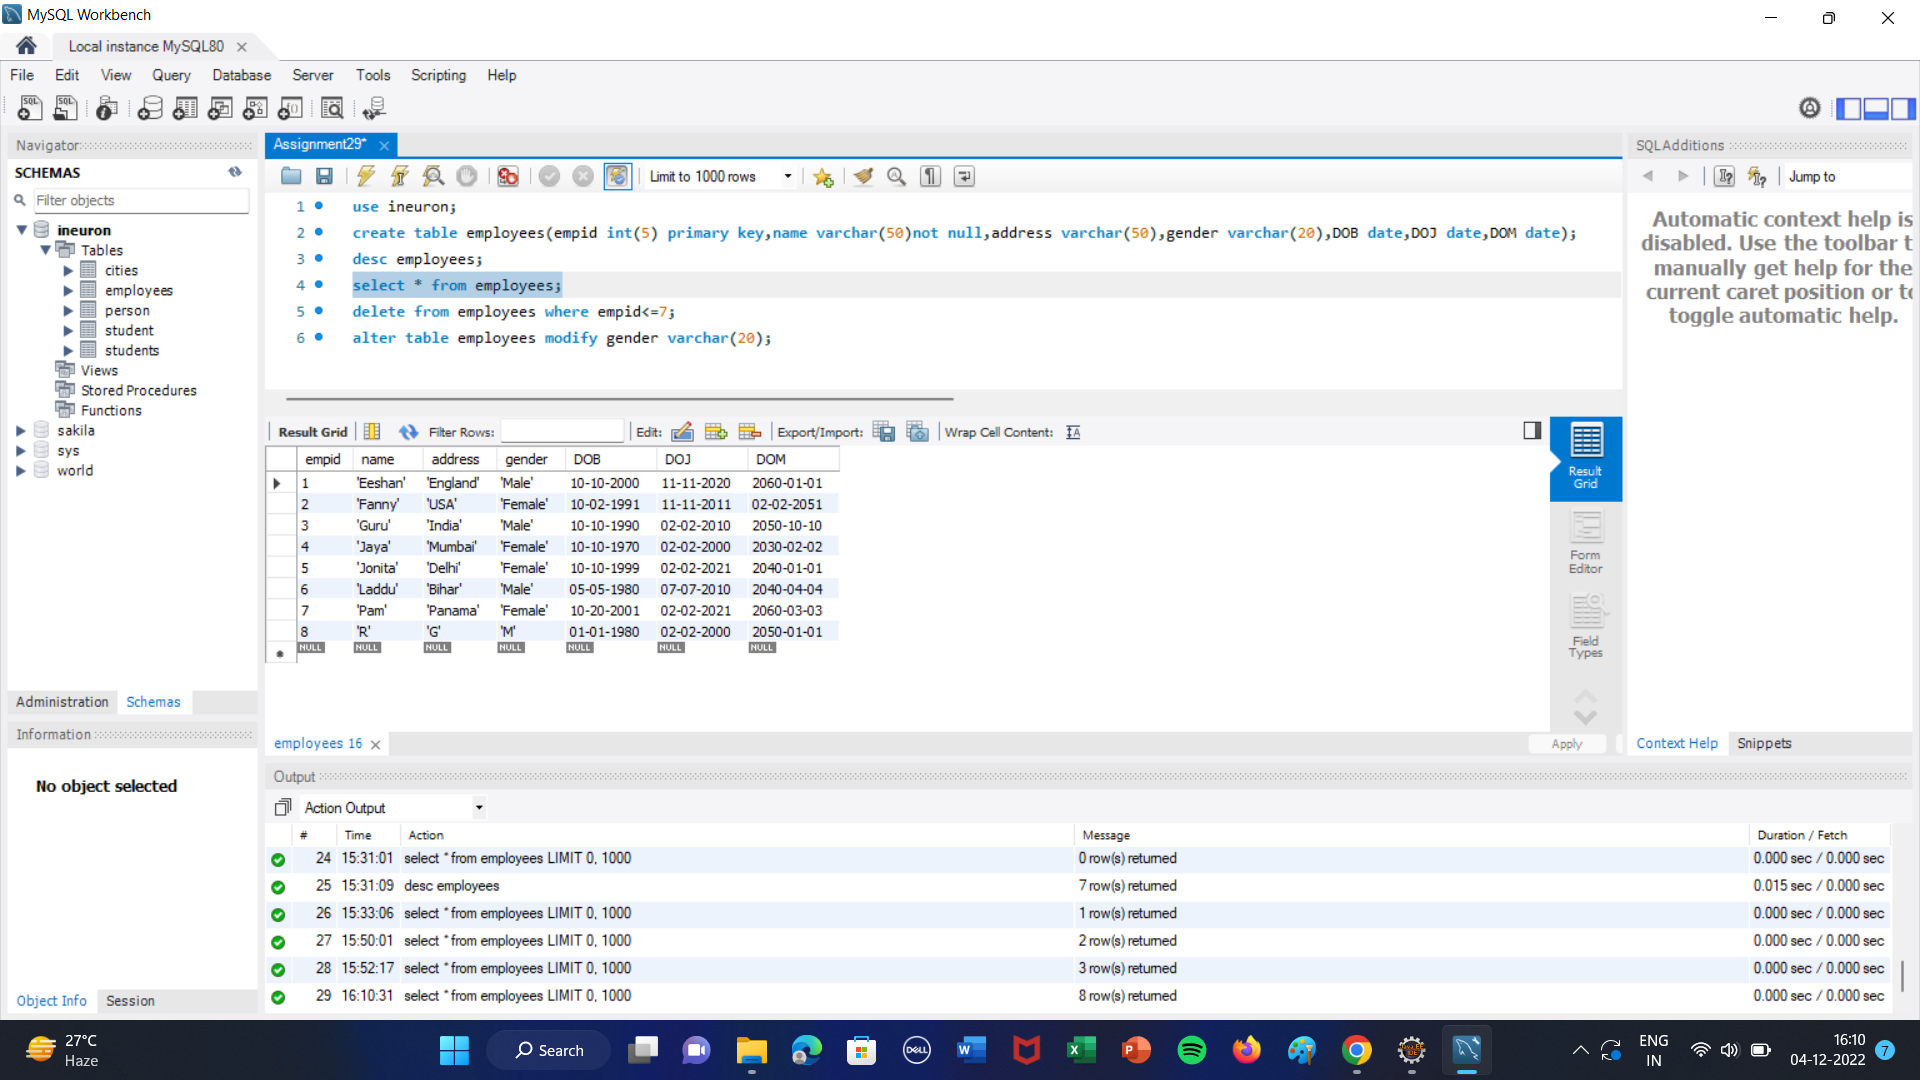 MySQL Workbench
Local instance MySQL80
File Edit View Query Database Server Tools Scripting Help
Navigator
SCHEMAS
Filter objects
ineuron
Tables
cities
employees
person
student
students
Views
Stored Procedures
Functions
sakila
sys
world
Administration Schemas
Information
No object selected
Object Info Session
Assignment29*
Limit to 1000 rows
1 use ineuron;
2 create table employees(empid int(5) primary key,name varchar(50)not null,address varchar(50),gender varchar(20),DOB date,DOJ date,DOM date);
3 desc employees;
4 select * from employees;
5 delete from employees where empid<=7;
6 alter table employees modify gender varchar(20);
Result Grid Filter Rows: Edit: Export/Import: Wrap Cell Content:
empid name address gender DOB DOJ DOM
1 'Eeshan' 'England' 'Male' 10-10-2000 11-11-2020 2060-01-01
2 'Fanny' 'USA' 'Female' 10-02-1991 11-11-2011 02-02-2051
3 'Guru' 'India' 'Male' 10-10-1990 02-02-2010 2050-10-10
4 'Jaya' 'Mumbai' 'Female' 10-10-1970 02-02-2000 2030-02-02
5 'Jonita' 'Delhi' 'Female' 10-10-1999 02-02-2021 2040-01-01
6 'Laddu' 'Bihar' 'Male' 05-05-1980 07-07-2010 2040-04-04
7 'Pam' 'Panama' 'Female' 10-20-2001 02-02-2021 2060-03-03
8 'R' 'G' 'M' 01-01-1980 02-02-2000 2050-01-01
NULL NULL NULL NULL NULL NULL NULL
Result
Grid
Form
Editor
Field
Types
employees 16
Apply
SQLAdditions
Jump to
Automatic context help is
disabled. Use the toolbar t
manually get help for the
current caret position or to
toggle automatic help.
Context Help Snippets
Output
Action Output
# Time Action Message Duration / Fetch
24 15:31:01 select * from employees LIMIT 0, 1000 0 row(s) returned 0.000 sec / 0.000 sec
25 15:31:09 desc employees 7 row(s) returned 0.015 sec / 0.000 sec
26 15:33:06 select * from employees LIMIT 0, 1000 1 row(s) returned 0.000 sec / 0.000 sec
27 15:50:01 select * from employees LIMIT 0, 1000 2 row(s) returned 0.000 sec / 0.000 sec
28 15:52:17 select * from employees LIMIT 0, 1000 3 row(s) returned 0.000 sec / 0.000 sec
29 16:10:31 select * from employees LIMIT 0, 1000 8 row(s) returned 0.000 sec / 0.000 sec
27°C
Haze
Search
DELL
ENG
IN
16:10
04-12-2022
7